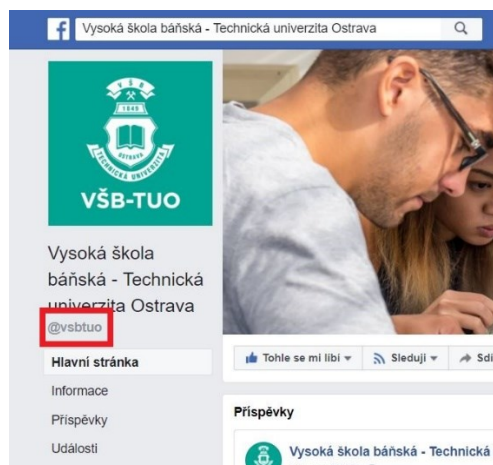 Vysoká škola báňská - Technická univerzita Ostrava
V Š B
1849
OSTRAVA
TECHNICKÁ UNIVERZITA
VŠB-TUO
Vysoká škola
báňská - Technická
univerzita Ostrava
@vsbtuo
Hlavní stránka
Informace
Příspěvky
Události
Tohle se mi líbí
Sleduji
Sdí
Příspěvky
Vysoká škola báňská - Technická